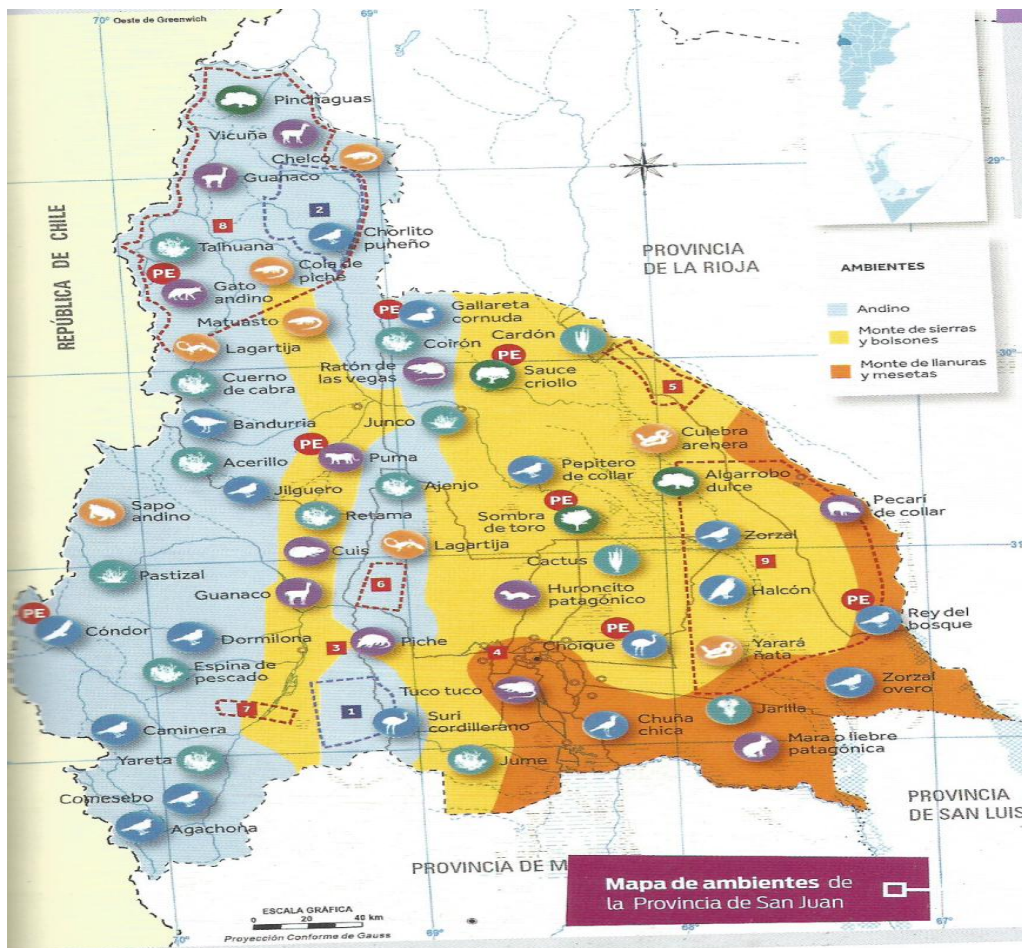 70° Oeste de Greenwich
69°
Pinchaguas
Vicuña
Chelco
Guanaco
29°
8
2
Chorlito
puneño
Talhuana
PE
Cola de
piche
Gato
andino
REPÚBLICA DE CHILE
PROVINCIA
DE LA RIOJA
AMBIENTES
Andino
Monte de sierras
y bolsones
Monte de llanuras
y mesetas
PE
Gallareta
cornuda
Matuasto
Lagartija
Coirón
Cardón
30°
Ratón de
las vegas
PE
Sauce
criollo
5
Cuerno
de cabra
Bandurria
Junco
Culebra
arenera
PE
Puma
Acerillo
Pepitero
de collar
Algarrobo
dulce
Jilguero
Ajenjo
PE
Pecarí
de collar
Sapo
andino
Retama
Sombra
de toro
Zorzal
Cuis
Lagartija
31°
Cactus
9
Pastizal
6
Guanaco
Huroncito
patagónico
Halcón
PE
PE
Rey del
bosque
Cóndor
Dormilona
3
Piche
PE
Choique
Yarará
ñata
4
Espina de
pescado
Tuco tuco
Zorzal
overo
7
1
Jarilla
Caminera
Suri
cordillerano
Chuña
chica
Mara o liebre
patagónica
Yareta
Jume
Comesebo
Agachona
PROVINCIA
DE SAN LUIS
PROVINCIA DE M
Mapa de ambientes de
la Provincia de San Juan
ESCALA GRÁFICA
0 20 40 km
Proyección Conforme de Gauss
70°
69°
68°
67°